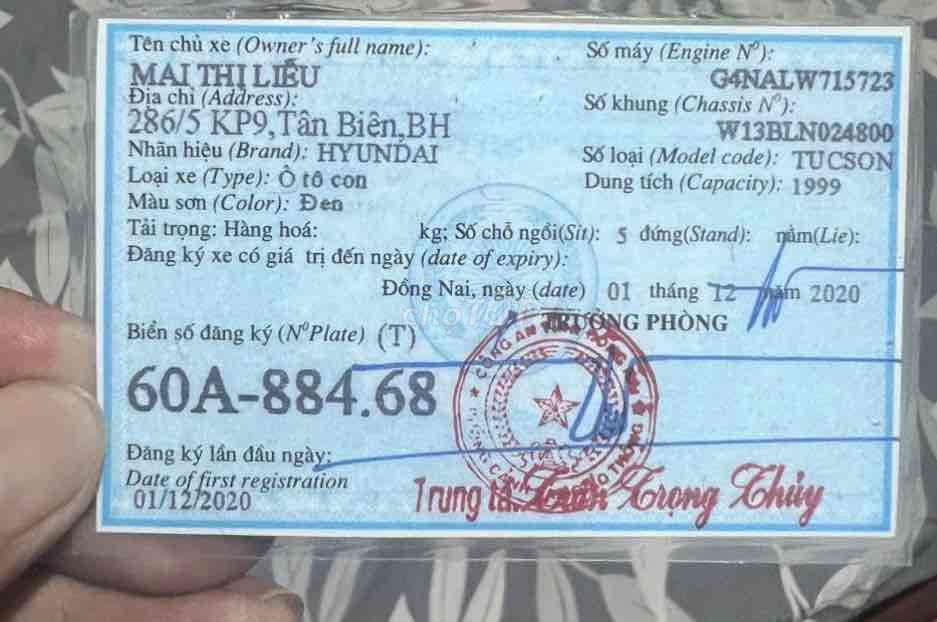 Tên chủ xe (Owner's full name):
MAI THỊ LIỄU
Địa chỉ (Address):
286/5 KP9,Tân Biên,BH
Nhãn hiệu (Brand): HYUNDAI
Loại xe (Type): Ô tô con
Màu sơn (Color): Đen
Số máy (Engine N°):
G4NALW715723
Số khung (Chassis N°):
W13BLN024800
Số loại (Model code): TUCSON
Dung tích (Capacity): 1999
Tải trọng: Hàng hoá: kg; Số chỗ ngồi(Sit): 5 đứng(Stand): nằm(Lie):
Đăng ký xe có giá trị đến ngày (date of expiry):
Đồng Nai, ngày (date) 01 tháng 12 năm 2020
TRƯỞNG PHÒNG
Biển số đăng ký (N°Plate) (T)
60A-884.68
Đăng ký lần đầu ngày:
Date of first registration
01/12/2020
CÔNG AN
Trung tá Trọng Thủy
chợTỐT